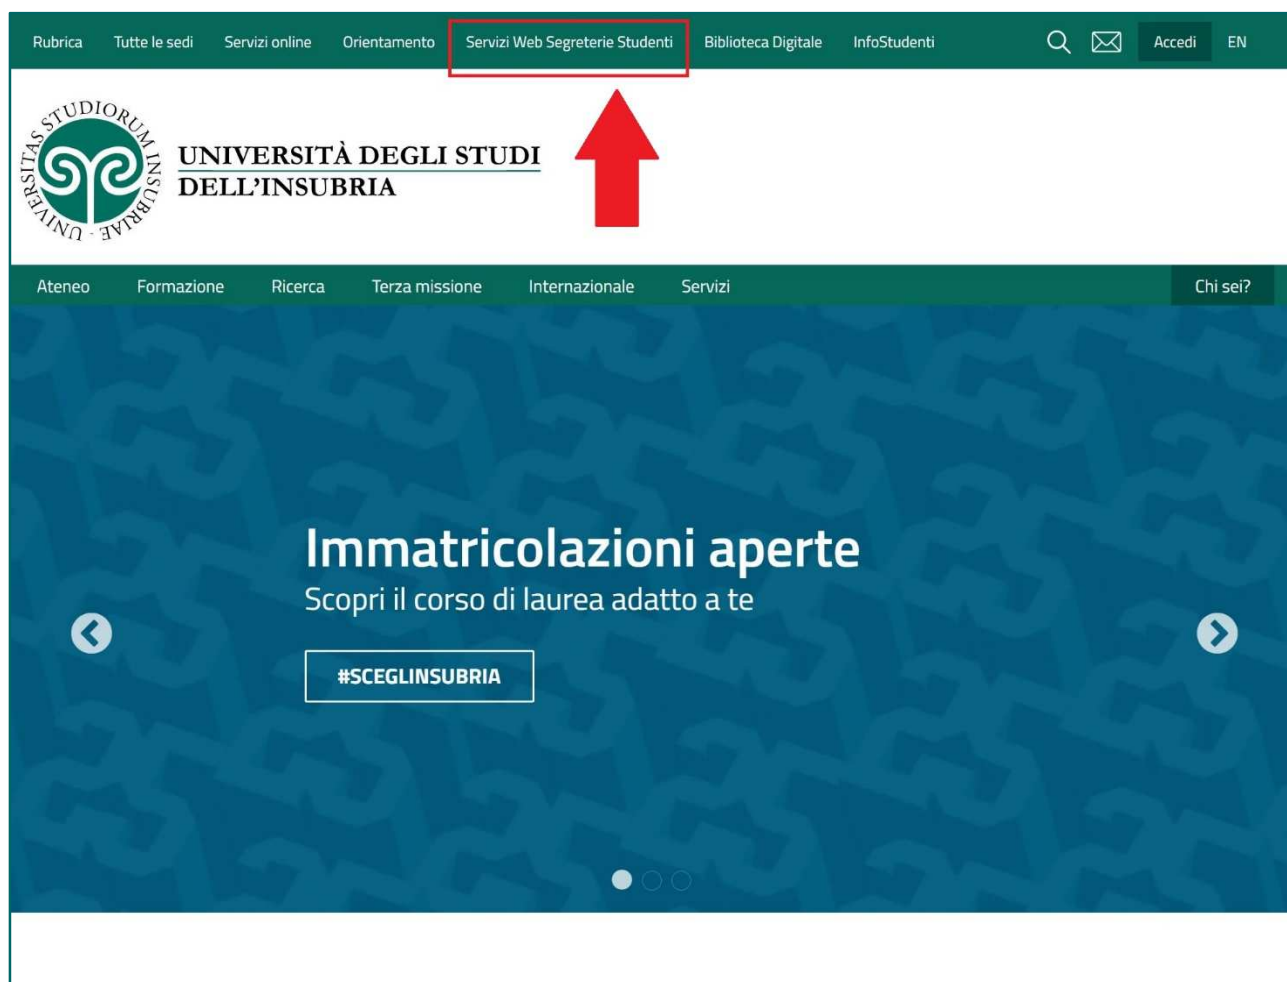 Rubrica Tutte le sedi Servizi online Orientamento Servizi Web Segreterie Studenti Biblioteca Digitale InfoStudenti Accedi EN
UNIVERSITAS STUDIORUM INSUBRIAE -
UNIVERSITÀ DEGLI STUDI
DELL'INSUBRIA
Ateneo Formazione Ricerca Terza missione Internazionale Servizi Chi sei?
Immatricolazioni aperte
Scopri il corso di laurea adatto a te
#SCEGLINSUBRIA